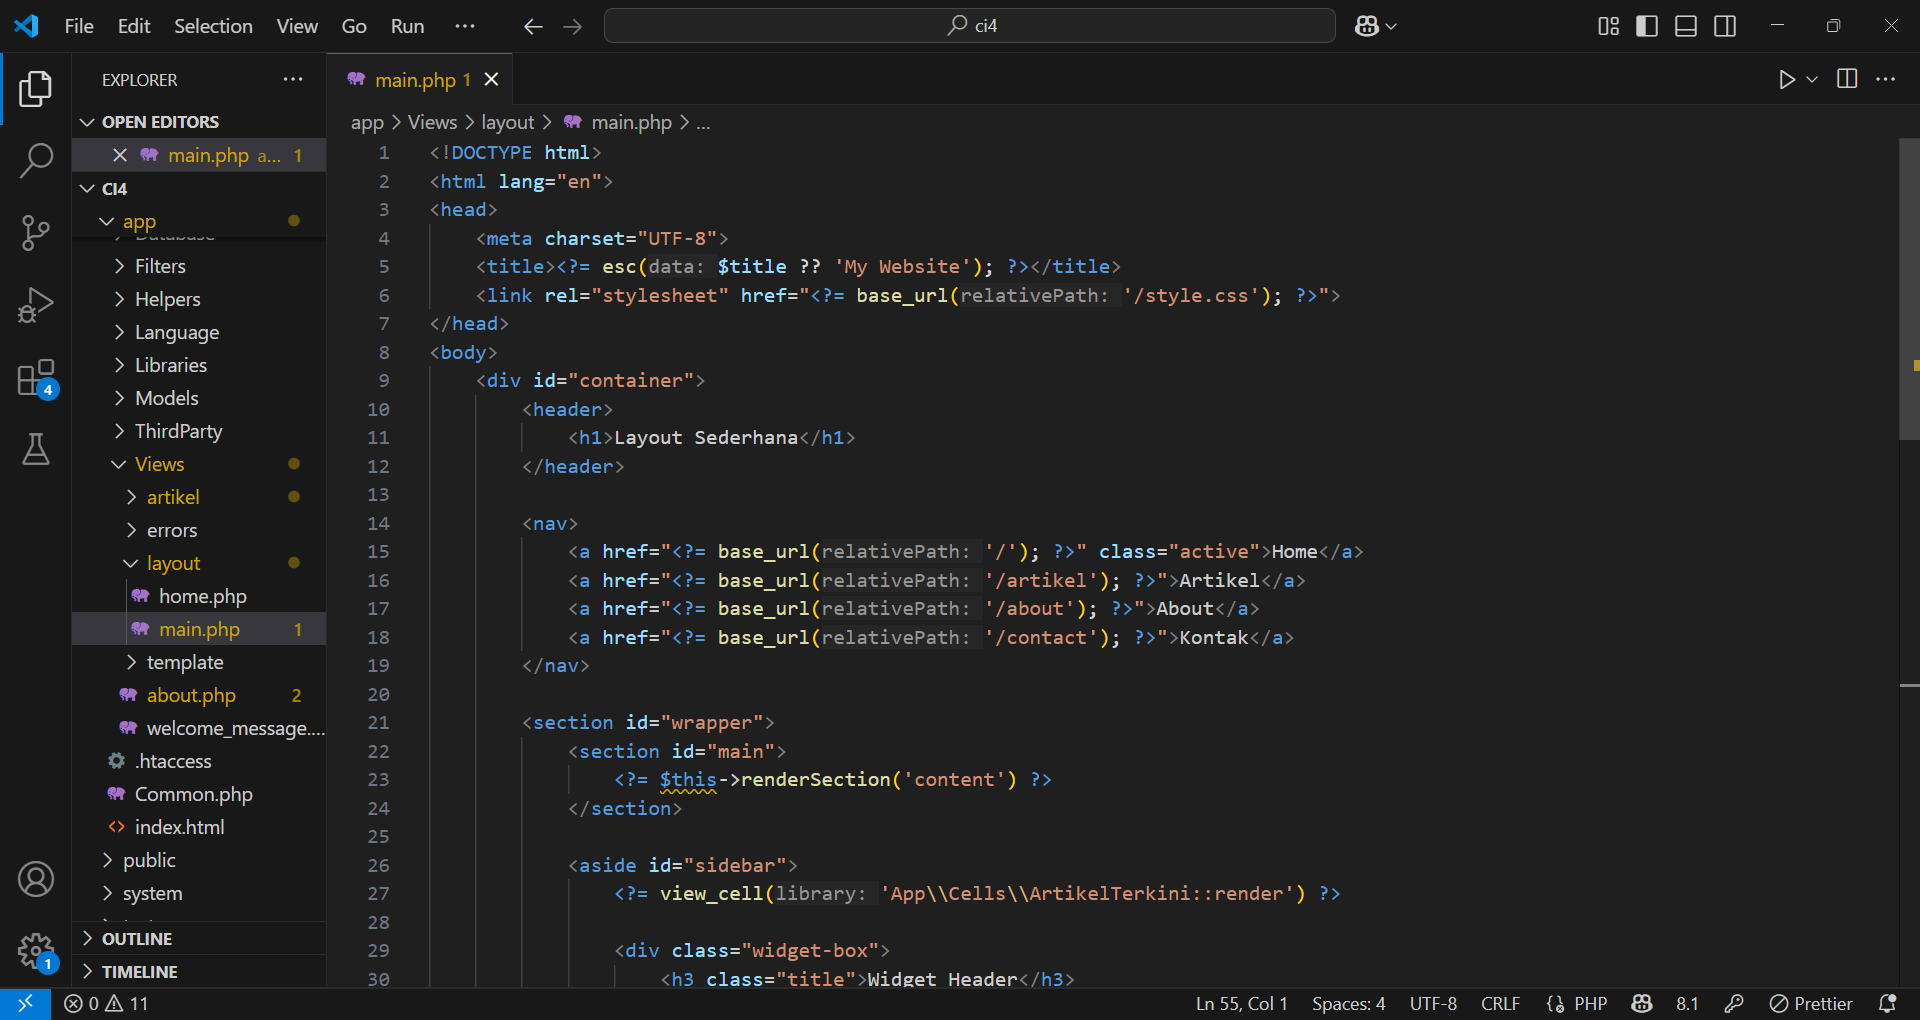 File Edit Selection View Go Run ··· ci4
EXPLORER ···
OPEN EDITORS
main.php a... 1
CI4
app
Database
Filters
Helpers
Language
Libraries
Models
ThirdParty
Views
artikel
errors
layout
home.php
main.php 1
template
about.php 2
welcome_message....
.htaccess
Common.php
index.html
public
system
OUTLINE
TIMELINE
4
1
main.php 1
app > Views > layout > main.php > ...
1 <!DOCTYPE html>
2 <html lang="en">
3 <head>
4 <meta charset="UTF-8">
5 <title><?= esc(data: $title ?? 'My Website'); ?></title>
6 <link rel="stylesheet" href="<?= base_url(relativePath: '/style.css'); ?>">
7 </head>
8 <body>
9 <div id="container">
10 <header>
11 <h1>Layout Sederhana</h1>
12 </header>
13
14 <nav>
15 <a href="<?= base_url(relativePath: '/'); ?>" class="active">Home</a>
16 <a href="<?= base_url(relativePath: '/artikel'); ?>">Artikel</a>
17 <a href="<?= base_url(relativePath: '/about'); ?>">About</a>
18 <a href="<?= base_url(relativePath: '/contact'); ?>">Kontak</a>
19 </nav>
20
21 <section id="wrapper">
22 <section id="main">
23 <?= $this->renderSection('content') ?>
24 </section>
25
26 <aside id="sidebar">
27 <?= view_cell(library: 'App\\Cells\\ArtikelTerkini::render') ?>
28
29 <div class="widget-box">
30 <h3 class="title">Widget Header</h3>
0 11 Ln 55, Col 1 Spaces: 4 UTF-8 CRLF PHP 8.1 Prettier